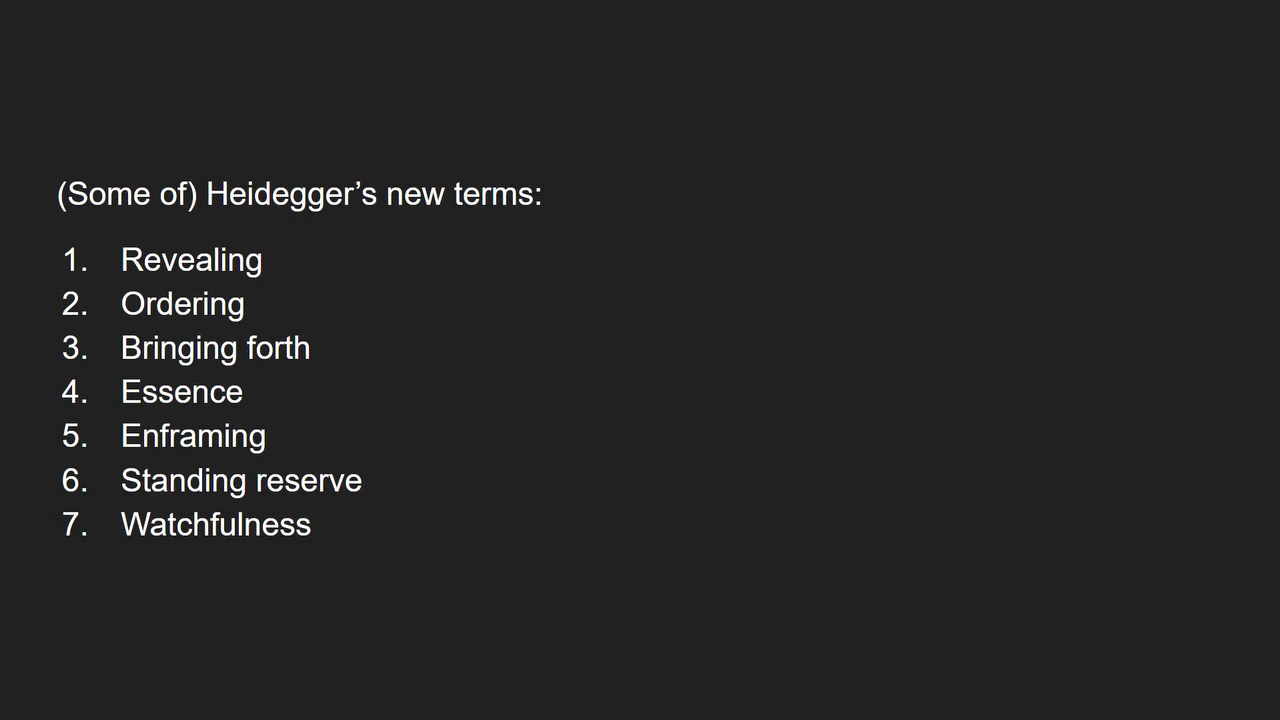 (Some of) Heidegger’s new terms:
1. Revealing
2. Ordering
3. Bringing forth
4. Essence
5. Enframing
6. Standing reserve
7. Watchfulness